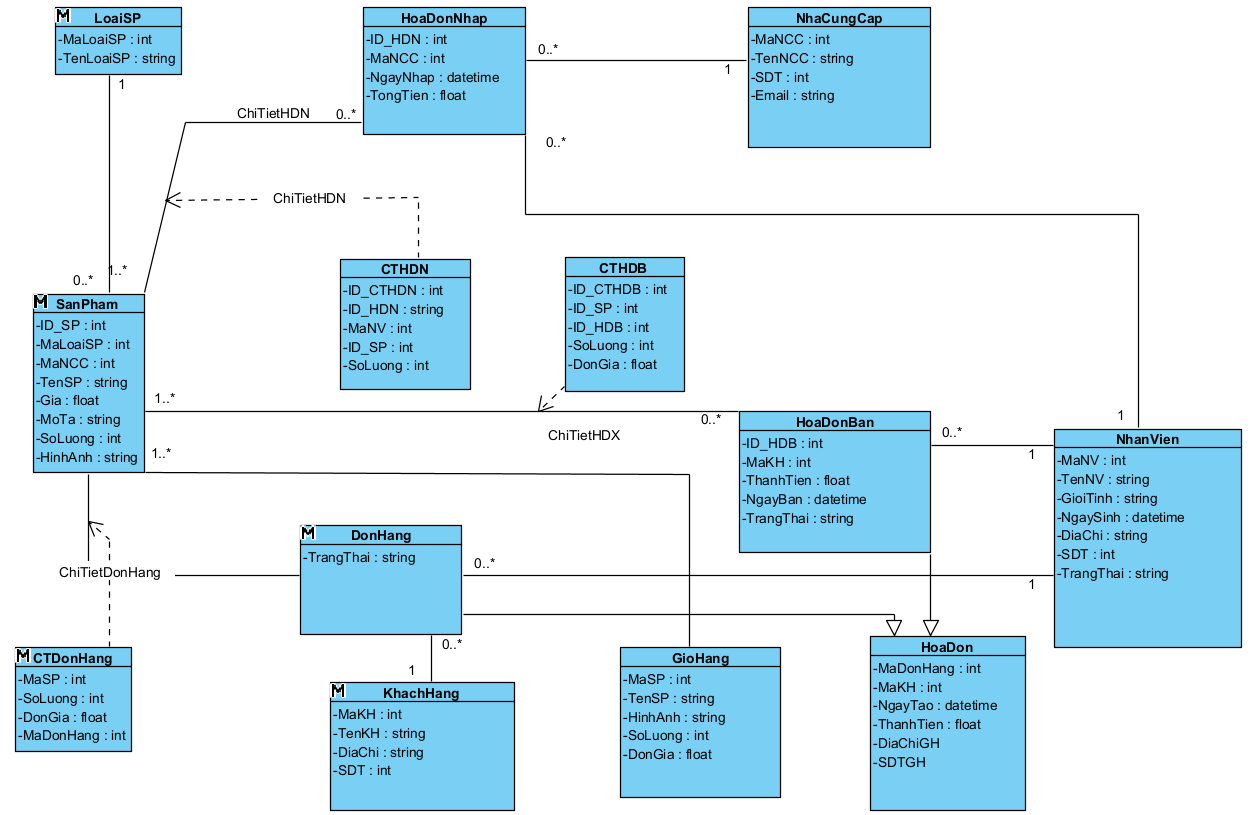 M
LoaiSP
-MaLoaiSP : int
-TenLoaiSP : string
1
HoaDonNhap
-ID_HDN : int
-MaNCC : int
-NgayNhap : datetime
-TongTien : float
0..*
1
NhaCungCap
-MaNCC : int
-TenNCC : string
-SDT : int
-Email : string
ChiTietHDN
0..*
0..*
ChiTietHDN
CTHDN
-ID_CTHDN : int
-ID_HDN : string
-MaNV : int
-ID_SP : int
-SoLuong : int
CTHDB
-ID_CTHDB : int
-ID_SP : int
-ID_HDB : int
-SoLuong : int
-DonGia : float
0..*
1..*
M
SanPham
-ID_SP : int
-MaLoaiSP : int
-MaNCC : int
-TenSP : string
-Gia : float
-MoTa : string
-SoLuong : int
-HinhAnh : string
1..*
0..*
ChiTietHDX
1..*
HoaDonBan
-ID_HDB : int
-MaKH : int
-ThanhTien : float
-NgayBan : datetime
-TrangThai : string
0..*
1
1
NhanVien
-MaNV : int
-TenNV : string
-GioiTinh : string
-NgaySinh : datetime
-DiaChi : string
-SDT : int
-TrangThai : string
M
DonHang
-TrangThai : string
0..*
1
ChiTietDonHang
0..*
1
M
CTDonHang
-MaSP : int
-SoLuong : int
-DonGia : float
-MaDonHang : int
M
KhachHang
-MaKH : int
-TenKH : string
-DiaChi : string
-SDT : int
GioHang
-MaSP : int
-TenSP : string
-HinhAnh : string
-SoLuong : int
-DonGia : float
HoaDon
-MaDonHang : int
-MaKH : int
-NgayTao : datetime
-ThanhTien : float
-DiaChiGH
-SDTGH